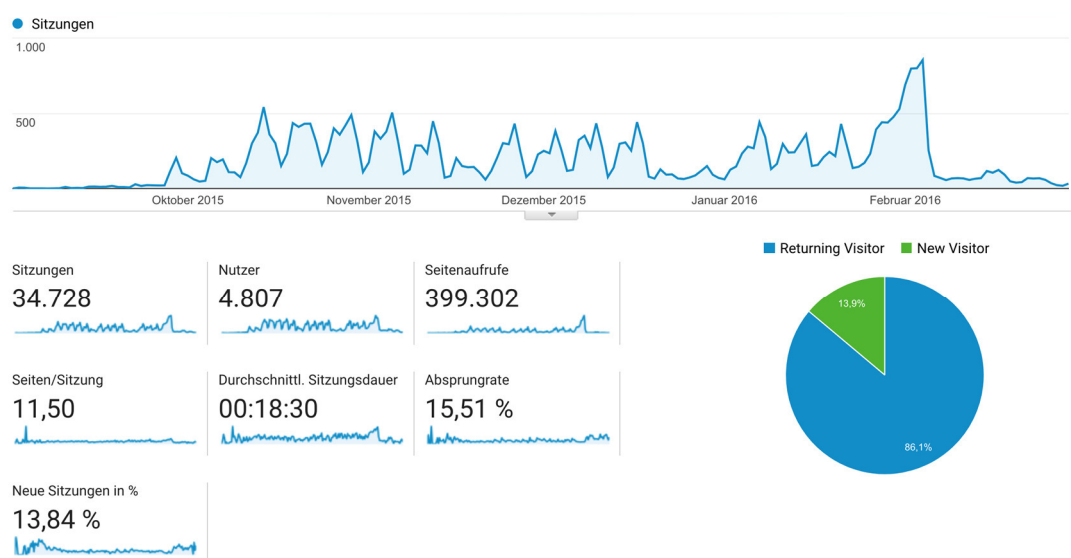 Sitzungen
1.000
500
Oktober 2015 November 2015 Dezember 2015 Januar 2016 Februar 2016
Returning Visitor New Visitor
13,9%
86,1%
Sitzungen
34.728
Nutzer
4.807
Seitenaufrufe
399.302
Seiten/Sitzung
11,50
Durchschnittl. Sitzungsdauer
00:18:30
Absprungrate
15,51 %
Neue Sitzungen in %
13,84 %